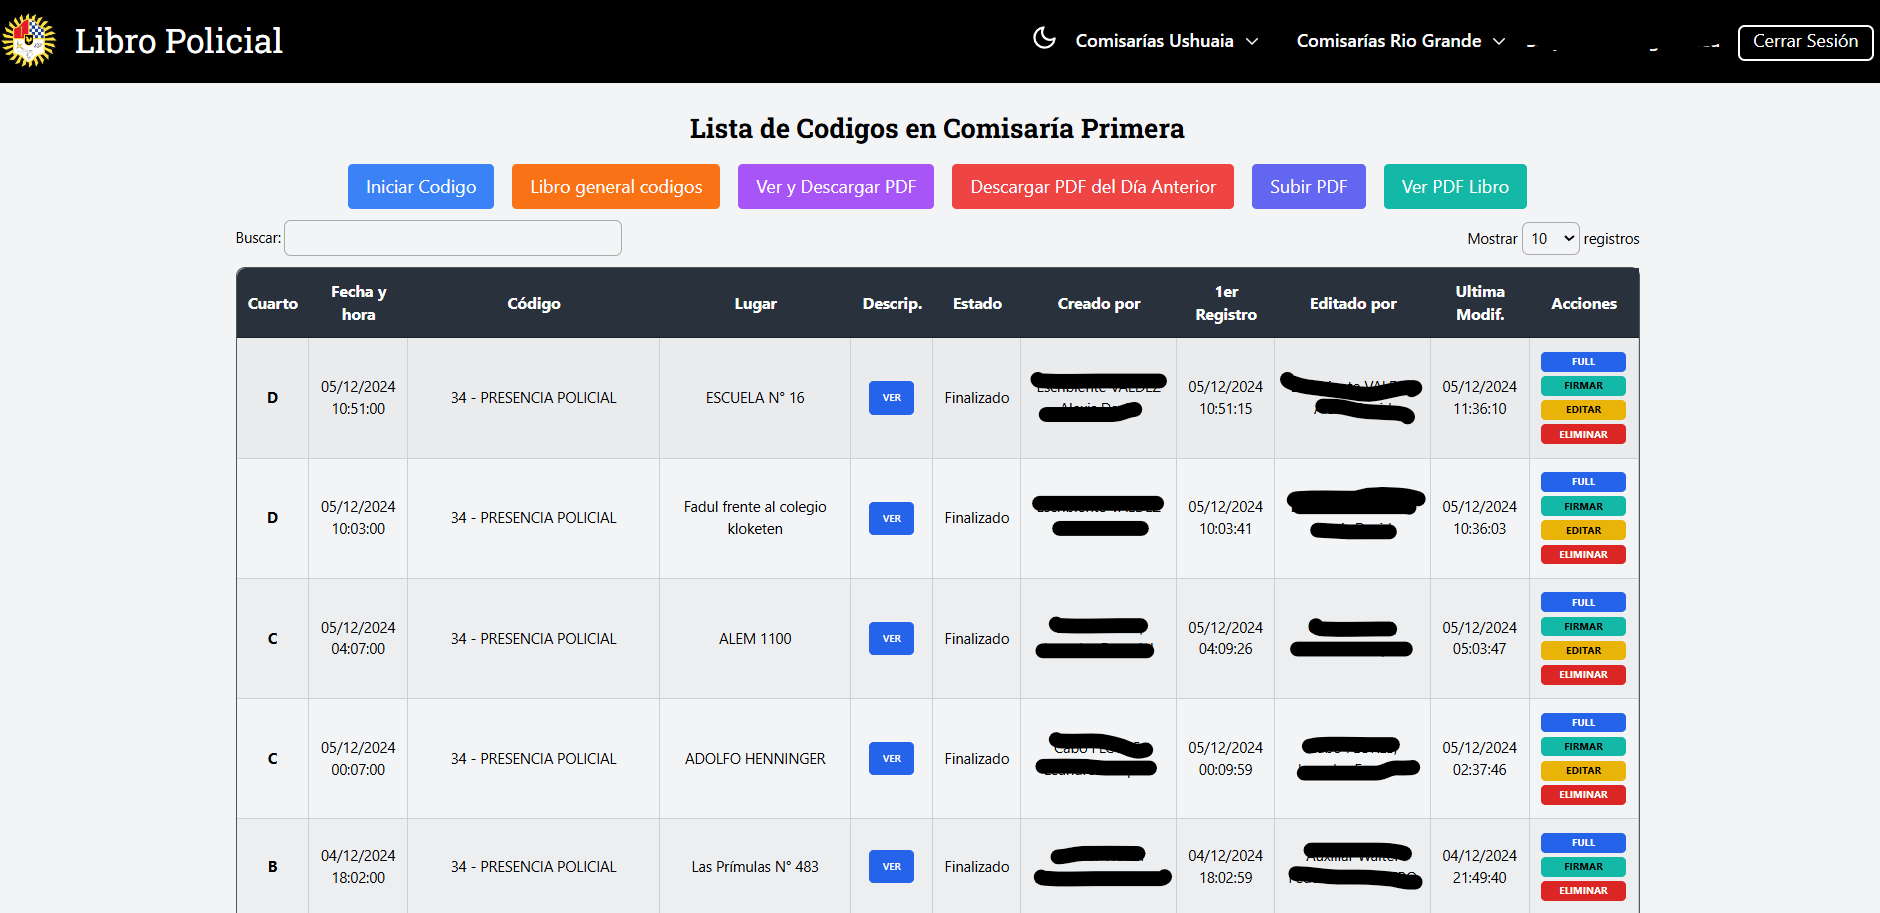 Libro Policial
Comisarías Ushuaia
Comisarías Rio Grande
Cerrar Sesión
Lista de Codigos en Comisaría Primera
Iniciar Codigo
Libro general codigos
Ver y Descargar PDF
Descargar PDF del Día Anterior
Subir PDF
Ver PDF Libro
Buscar:
Mostrar 10 registros
Cuarto Fecha y hora Código Lugar Descrip. Estado Creado por 1er Registro Editado por Ultima Modif. Acciones
D 05/12/2024 10:51:00 34 - PRESENCIA POLICIAL ESCUELA N° 16 VER Finalizado 05/12/2024 10:51:15 05/12/2024 11:36:10
FULL
FIRMAR
EDITAR
ELIMINAR
D 05/12/2024 10:03:00 34 - PRESENCIA POLICIAL Fadul frente al colegio kloketen VER Finalizado 05/12/2024 10:03:41 05/12/2024 10:36:03
FULL
FIRMAR
EDITAR
ELIMINAR
C 05/12/2024 04:07:00 34 - PRESENCIA POLICIAL ALEM 1100 VER Finalizado 05/12/2024 04:09:26 05/12/2024 05:03:47
FULL
FIRMAR
EDITAR
ELIMINAR
C 05/12/2024 00:07:00 34 - PRESENCIA POLICIAL ADOLFO HENNINGER VER Finalizado 05/12/2024 00:09:59 05/12/2024 02:37:46
FULL
FIRMAR
EDITAR
ELIMINAR
B 04/12/2024 18:02:00 34 - PRESENCIA POLICIAL Las Prímulas N° 483 VER Finalizado 04/12/2024 18:02:59 04/12/2024 21:49:40
FULL
FIRMAR
ELIMINAR